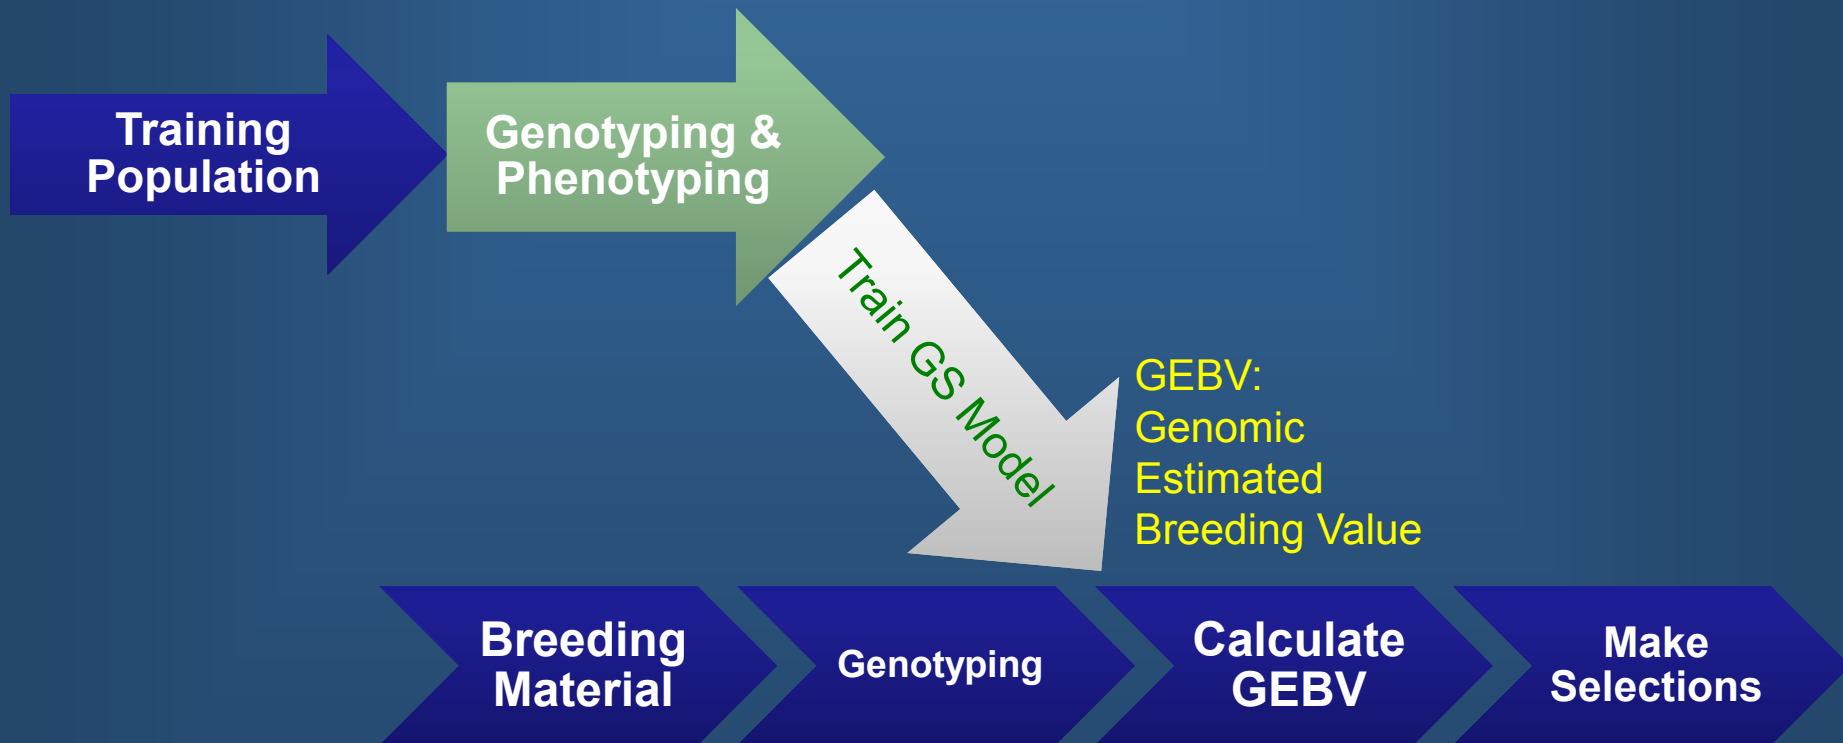 Training
Population
Genotyping &
Phenotyping
Train GS Model
GEBV:
Genomic
Estimated
Breeding Value
Breeding
Material
Genotyping
Calculate
GEBV
Make
Selections